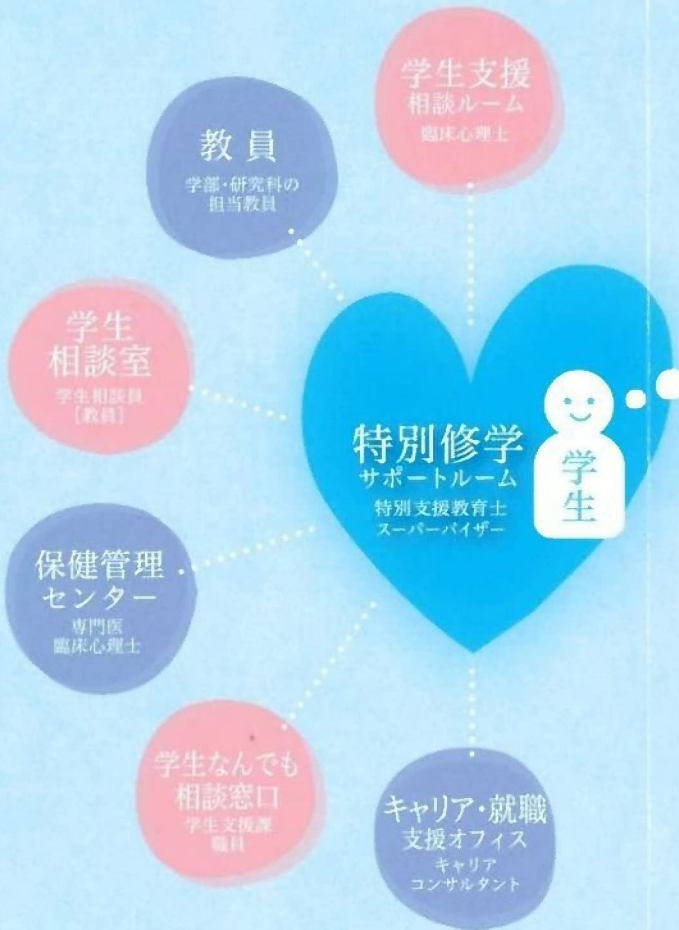 学生支援
相談ルーム
臨床心理士
教員
学部・研究科の
担当教員
学生
相談室
学生相談員
[教員]
特別修学
サポートルーム
特別支援教育士
スーパーバイザー
学生
保健管理
センター
専門医
臨床心理士
学生なんでも
相談窓口
学生支援課
職員
キャリア・就職
支援オフィス
キャリア
コンサルタント